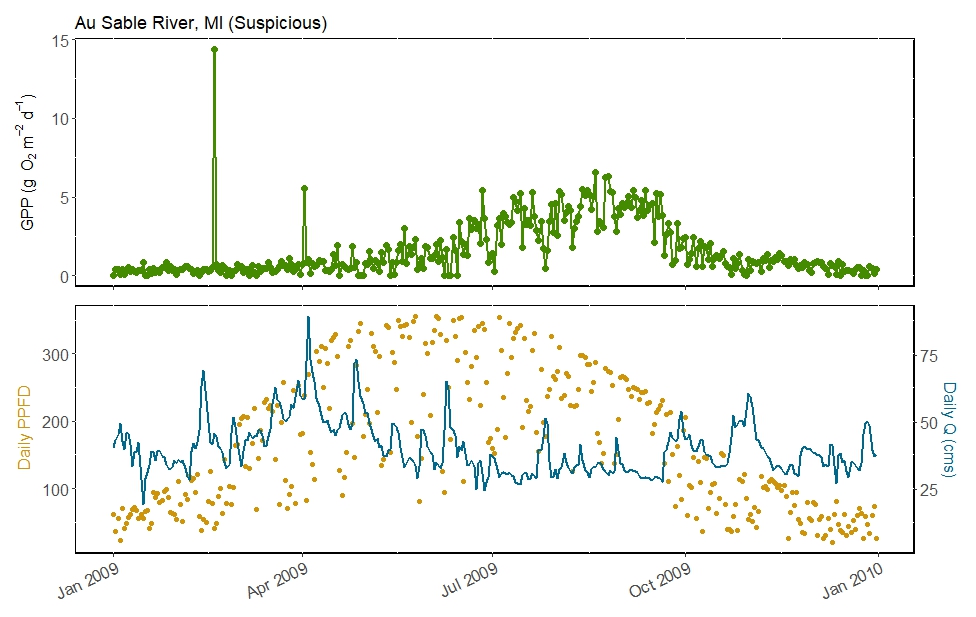 Au Sable River, MI (Suspicious)
GPP (g O₂ m⁻² d⁻¹)
15
10
5
0
Daily PPFD
300
200
100
75
50
25
Daily Q (cms)
Jan 2009
Apr 2009
Jul 2009
Oct 2009
Jan 2010